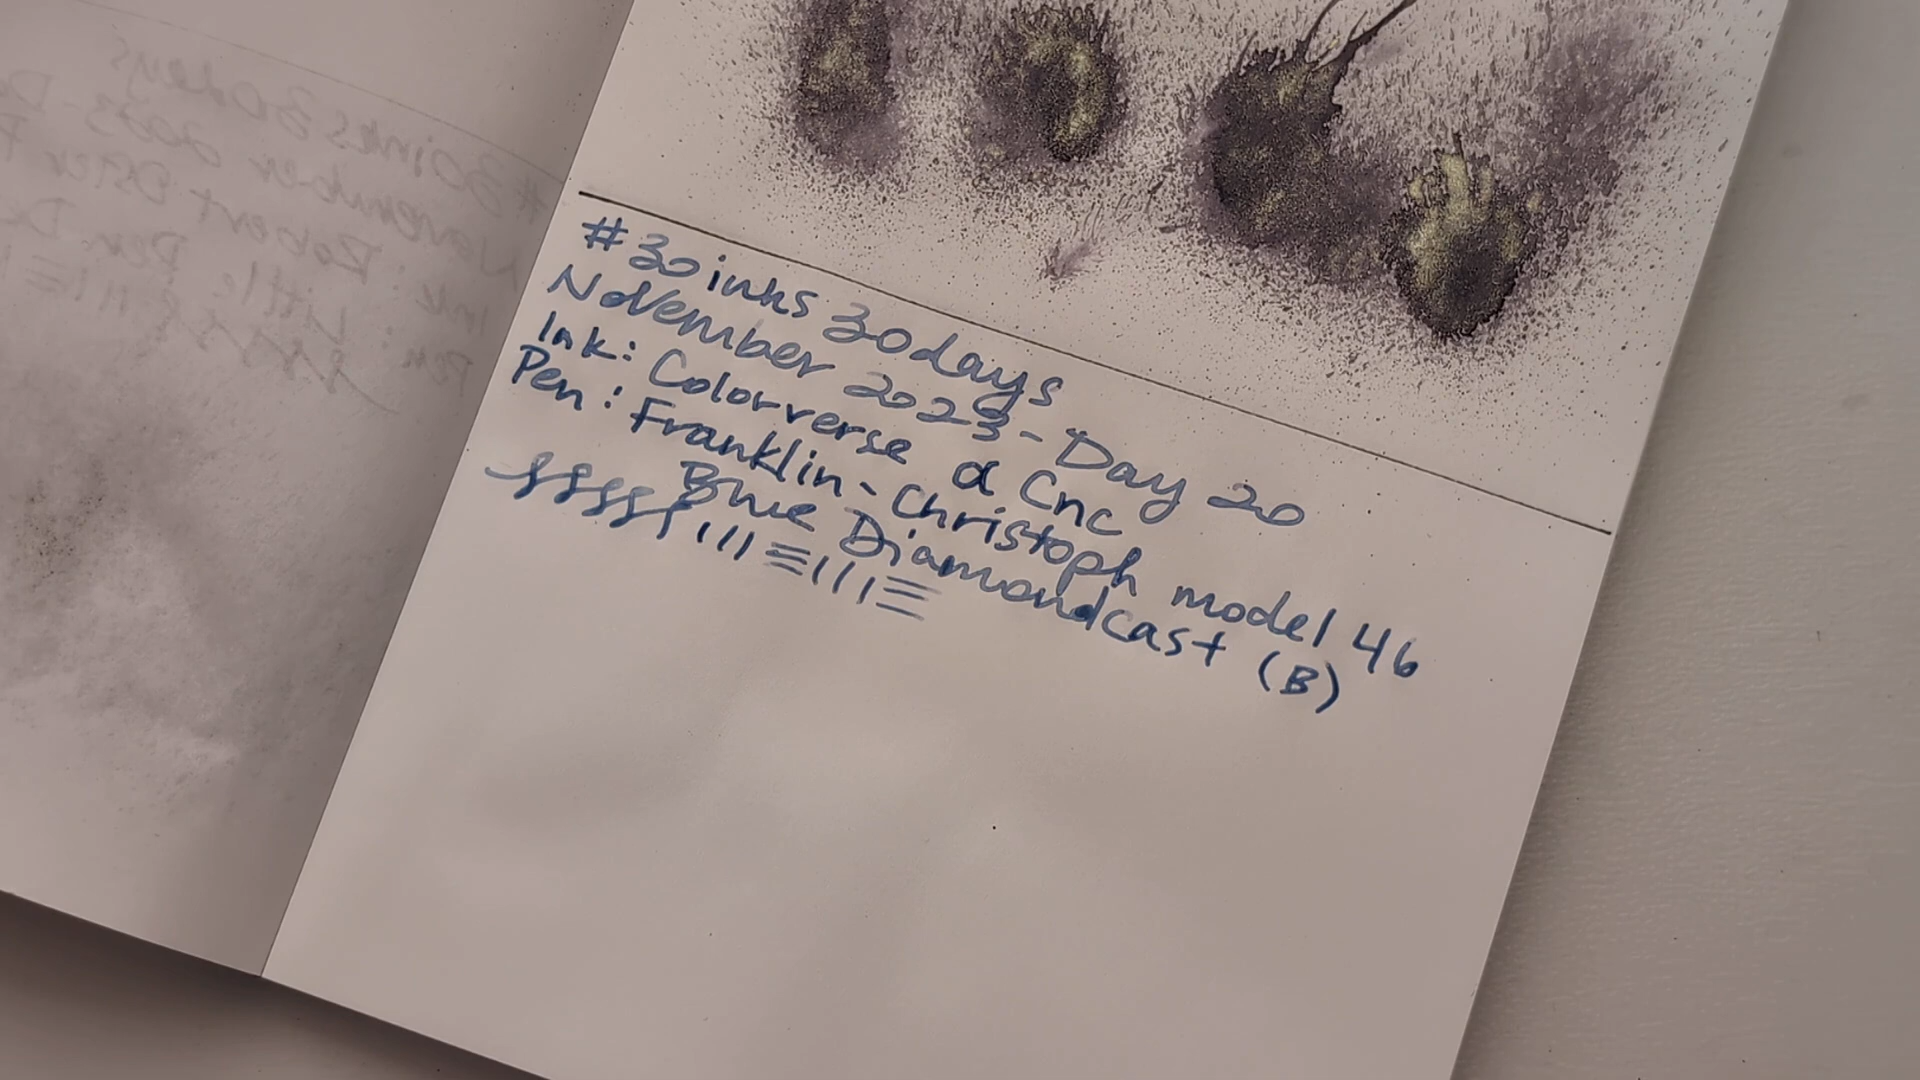 #30inks30days
November 2023 - Day 20
Ink: Colorverse α Cnc
Pen: Franklin-Christoph model 46
Blue Diamondcast (B)